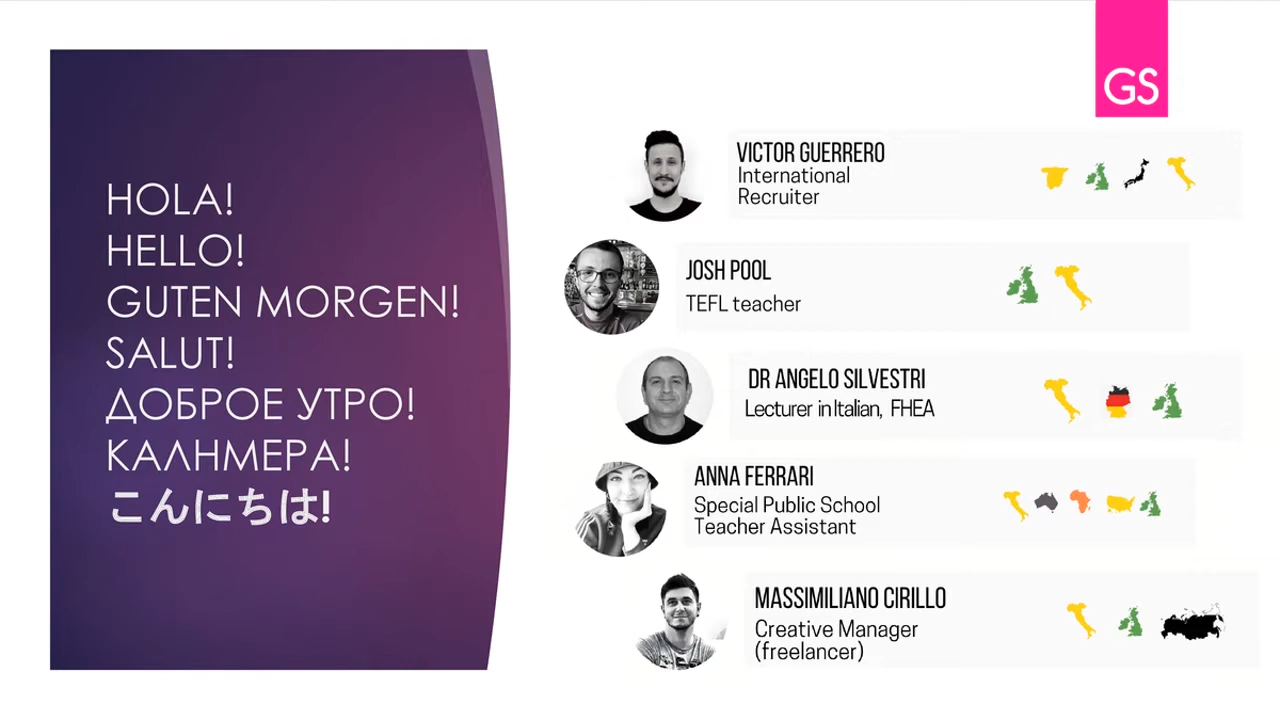 HOLA!
HELLO!
GUTEN MORGEN!
SALUT!
ДОБРОЕ УТРО!
ΚΑΛΗΜΕΡΑ!
こんにちは!
GS
VICTOR GUERRERO
International
Recruiter
JOSH POOL
TEFL teacher
DR ANGELO SILVESTRI
Lecturer in Italian, FHEA
ANNA FERRARI
Special Public School
Teacher Assistant
MASSIMILIANO CIRILLO
Creative Manager
(freelancer)